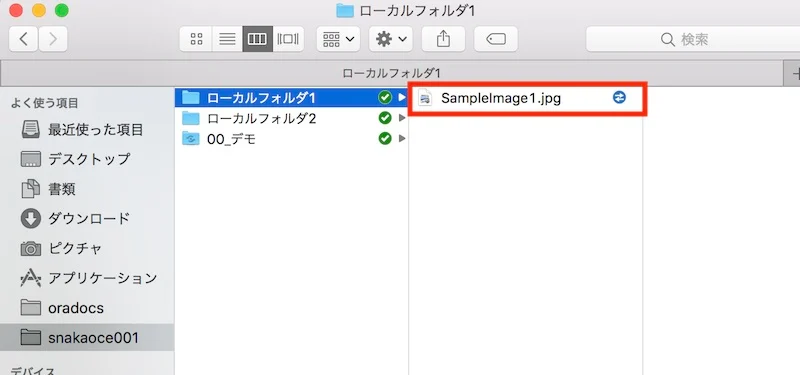 ローカルフォルダ1
検索
ローカルフォルダ1
よく使う項目
最近使った項目
デスクトップ
書類
ダウンロード
ピクチャ
アプリケーション
oradocs
snakaoce001
デバイス
ローカルフォルダ1
ローカルフォルダ2
00_デモ
SampleImage1.jpg